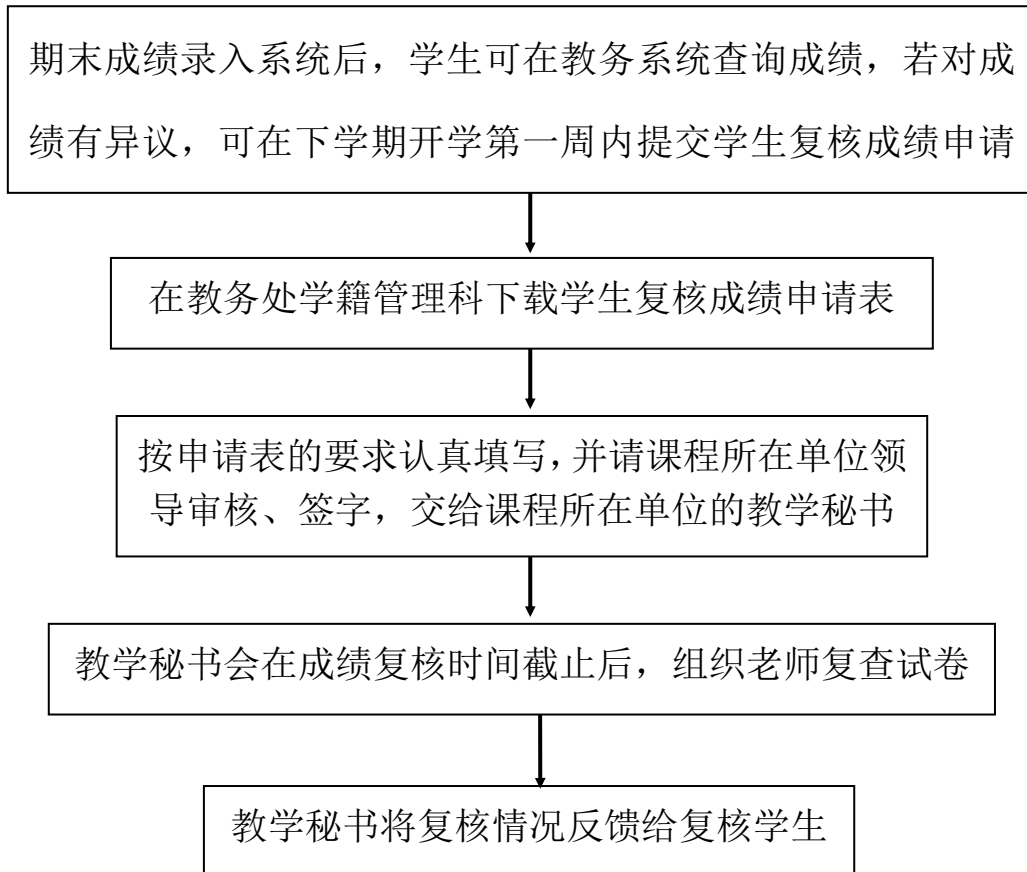 期末成绩录入系统后，学生可在教务系统查询成绩，若对成
绩有异议，可在下学期开学第一周内提交学生复核成绩申请
在教务处学籍管理科下载学生复核成绩申请表
按申请表的要求认真填写，并请课程所在单位领
导审核、签字，交给课程所在单位的教学秘书
教学秘书会在成绩复核时间截止后，组织老师复查试卷
教学秘书将复核情况反馈给复核学生